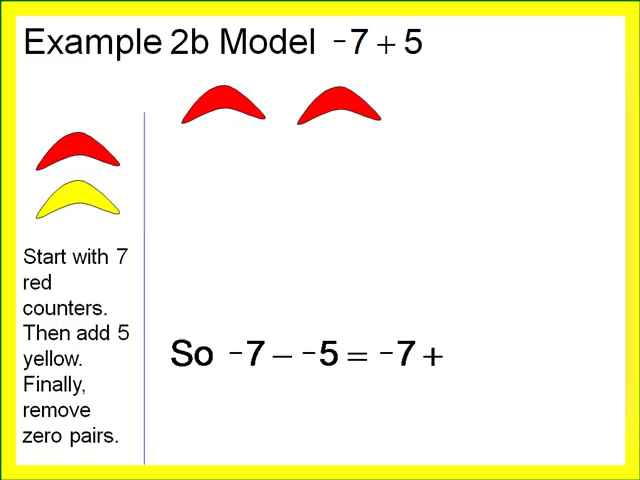 Example 2b Model ⁻7 + 5
Start with 7
red
counters.
Then add 5
yellow.
Finally,
remove
zero pairs.
So ⁻7 – ⁻5 = ⁻7 +